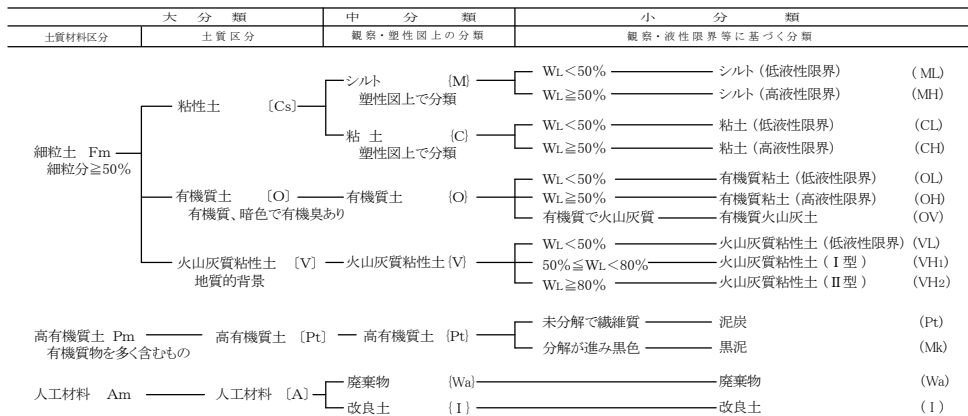 大 分 類 中 分 類 小 分 類
土質材料区分 土質区分 観察・塑性図上の分類 観察・液性限界等に基づく分類
シルト {M} WL<50% シルト (低液性限界) (ML)
塑性図上で分類 WL≧50% シルト (高液性限界) (MH)
粘性土 〔Cs〕
粘 土 {C} WL<50% 粘土 (低液性限界) (CL)
塑性図上で分類 WL≧50% 粘土 (高液性限界) (CH)
細粒土 Fm
細粒分≧50%
WL<50% 有機質粘土 (低液性限界) (OL)
有機質土 〔O〕 有機質土 {O} WL≧50% 有機質粘土 (高液性限界) (OH)
有機質、暗色で有機臭あり 有機質で火山灰質 有機質火山灰土 (OV)
WL<50% 火山灰質粘性土 (低液性限界) (VL)
火山灰質粘性土 〔V〕 火山灰質粘性土 {V} 50%≦WL<80% 火山灰質粘性土 (Ⅰ型) (VH1)
地質的背景 WL≧80% 火山灰質粘性土 (Ⅱ型) (VH2)
未分解で繊維質 泥炭 (Pt)
高有機質土 Pm 高有機質土 〔Pt〕 高有機質土 {Pt}
有機質物を多く含むもの 分解が進み黒色 黒泥 (Mk)
廃棄物 {Wa} 廃棄物 (Wa)
人工材料 Am 人工材料 〔A〕
改良土 {I} 改良土 (I)